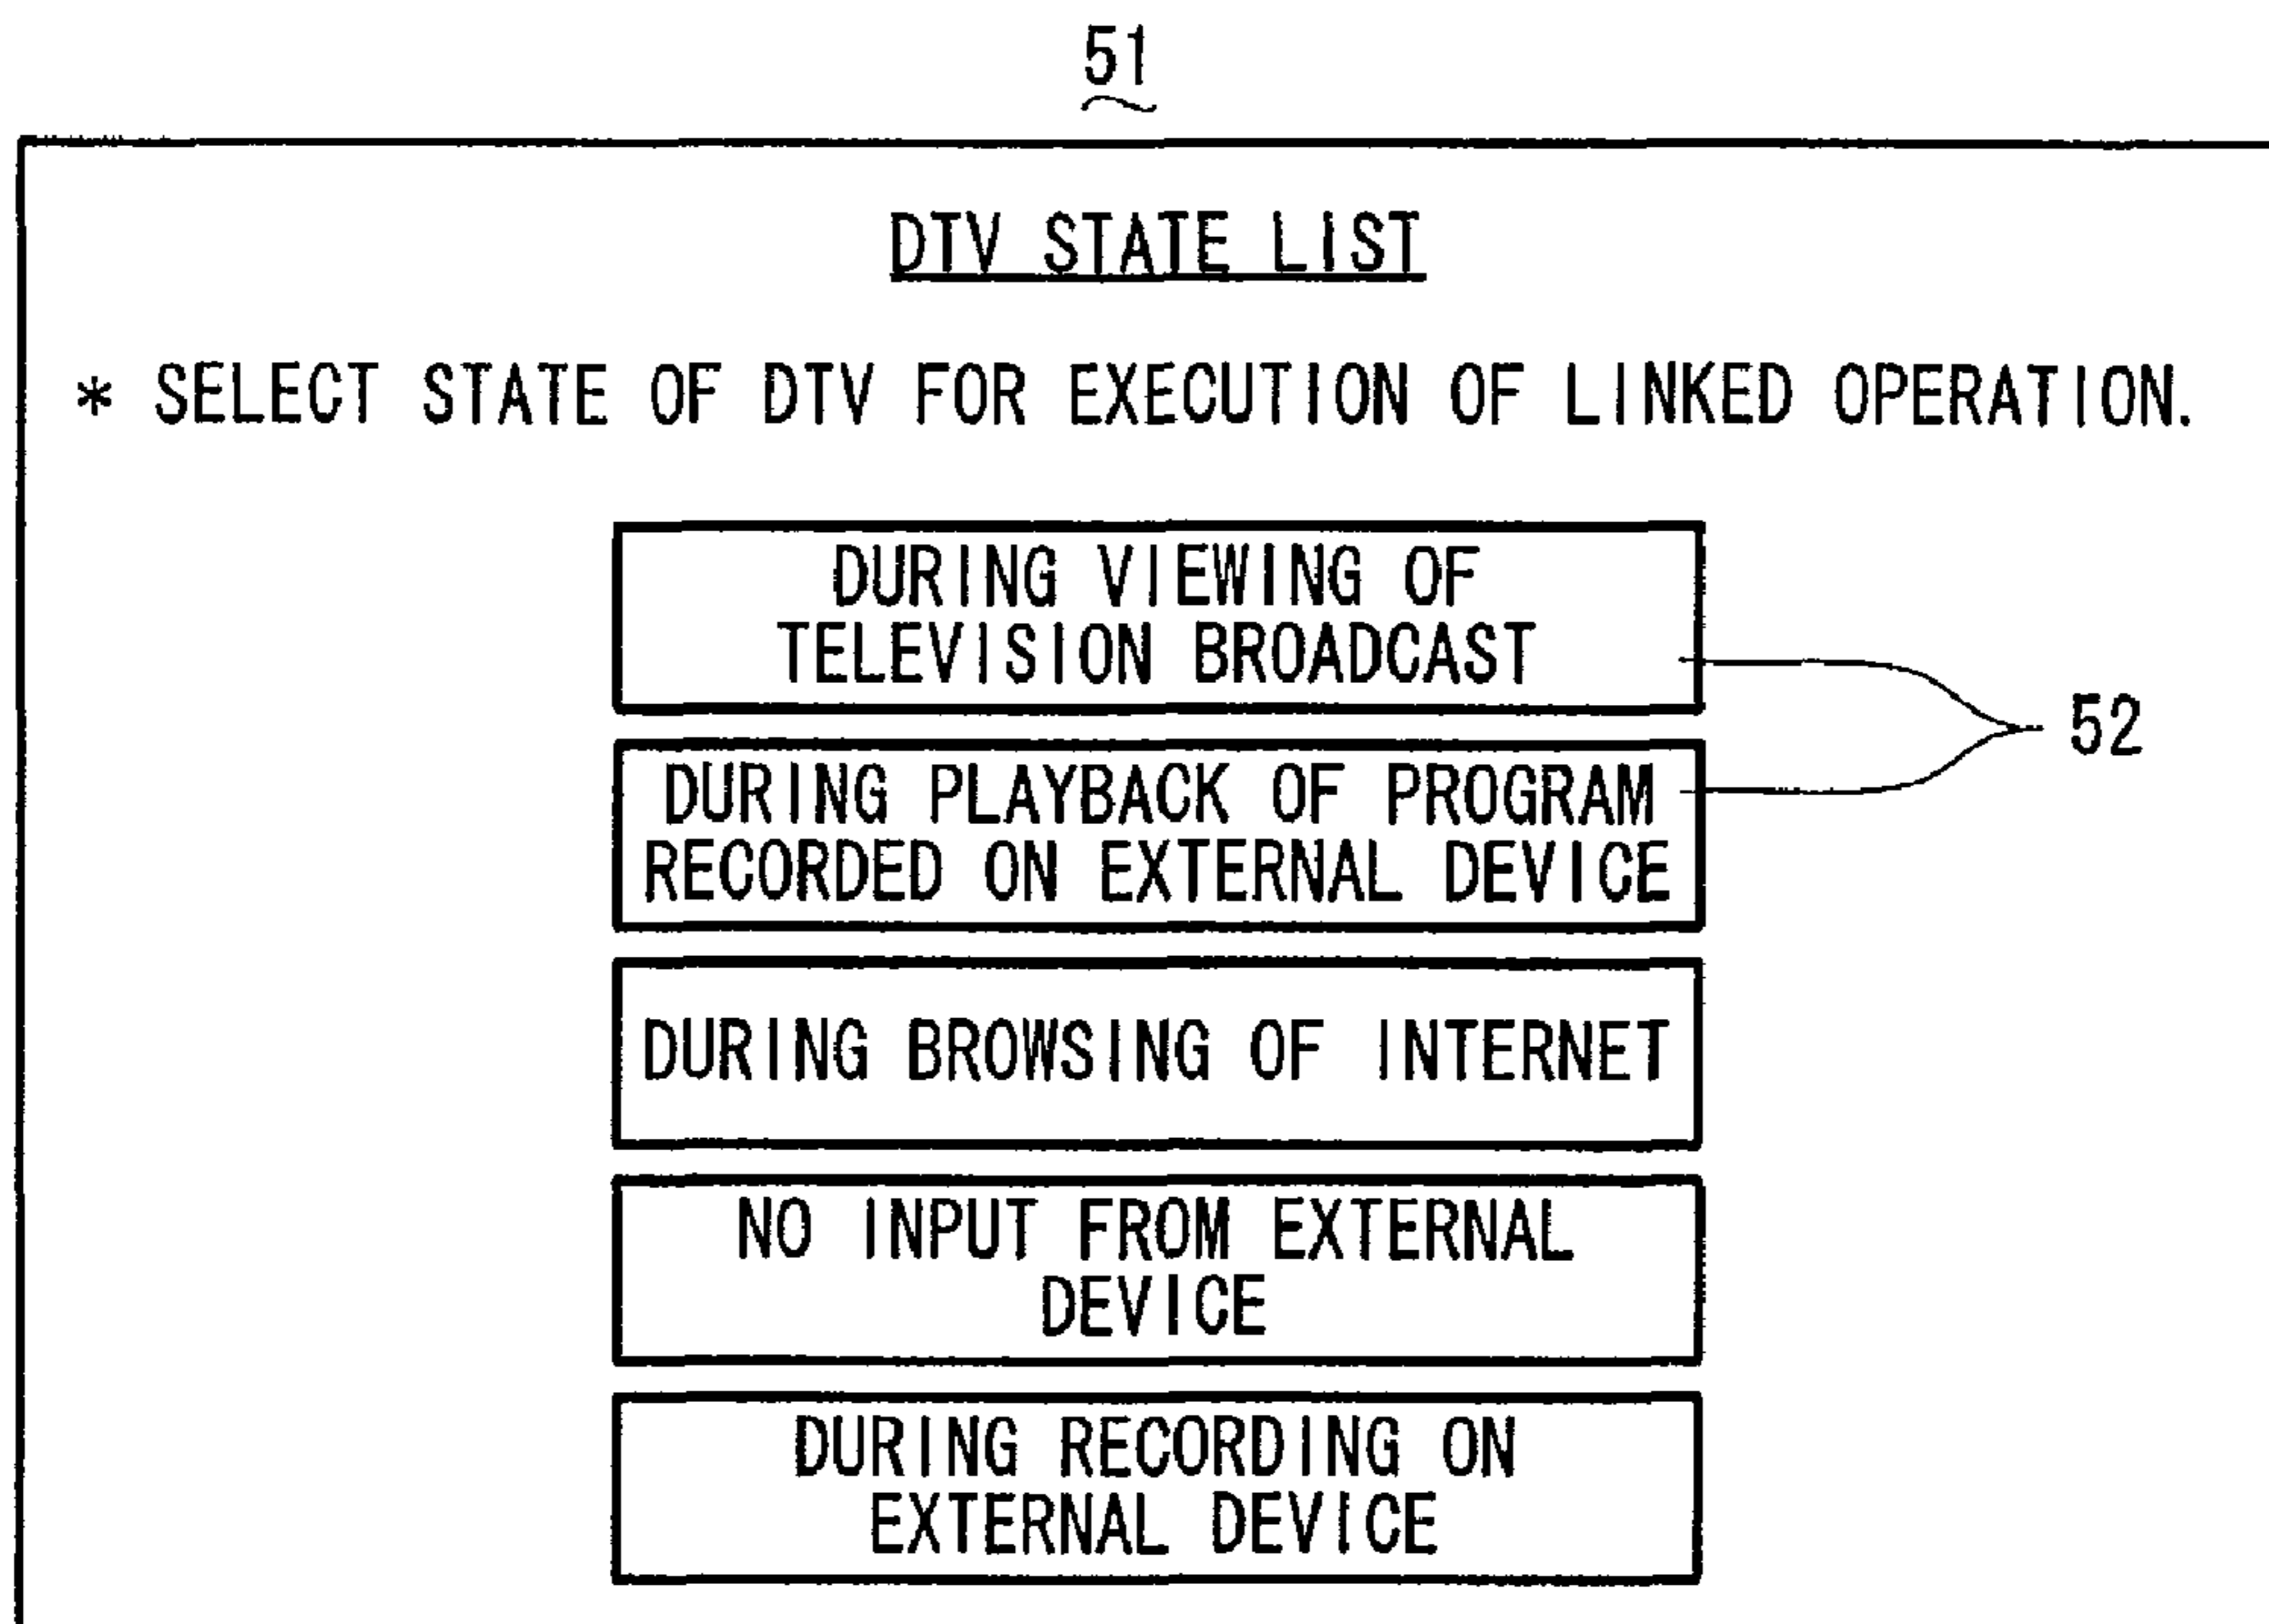 51
DTV STATE LIST
* SELECT STATE OF DTV FOR EXECUTION OF LINKED OPERATION.
DURING VIEWING OF
TELEVISION BROADCAST
52
DURING PLAYBACK OF PROGRAM
RECORDED ON EXTERNAL DEVICE
DURING BROWSING OF INTERNET
NO INPUT FROM EXTERNAL
DEVICE
DURING RECORDING ON
EXTERNAL DEVICE